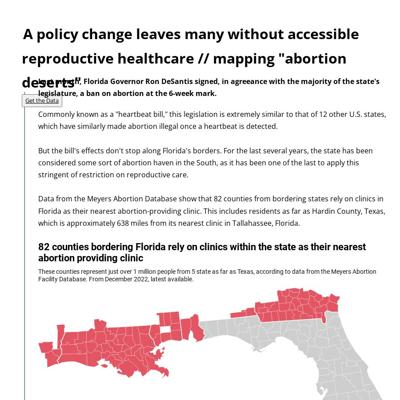 A policy change leaves many without accessible
reproductive healthcare // mapping "abortion
deserts"
month, Florida Governor Ron DeSantis signed, in agreeance with the majority of the state's
legislature, a ban on abortion at the 6-week mark.
Get the Data
Commonly known as a "heartbeat bill," this legislation is extremely similar to that of 12 other U.S. states,
which have similarly made abortion illegal once a heartbeat is detected.
But the bill's effects don't stop along Florida's borders. For the last several years, the state has been
considered some sort of abortion haven in the South, as it has been one of the last to apply this
stringent of restriction on reproductive care.
Data from the Meyers Abortion Database show that 82 counties from bordering states rely on clinics in
Florida as their nearest abortion-providing clinic. This includes residents as far as Hardin County, Texas,
which is approximately 638 miles from its nearest clinic in Tallahassee, Florida.
82 counties bordering Florida rely on clinics within the state as their nearest
abortion providing clinic
These counties represent just over 1 million people from 5 state as far as Texas, according to data from the Meyers Abortion
Facility Database. From December 2022, latest available.